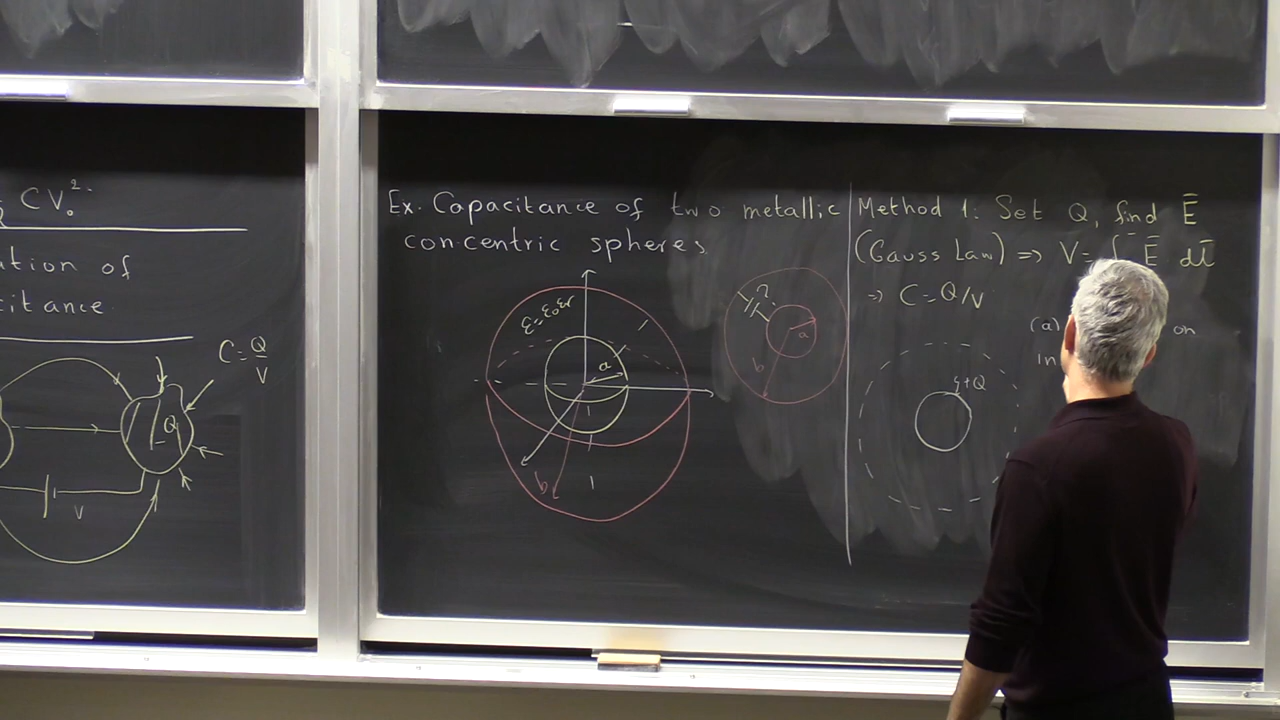 CV₀².
ation of
citance.
C=Q/V
-Q
V
Ex. Capacitance of two metallic
concentric spheres
ε=ε₀εr
a
b
?
a
b
Method 1: Set Q, find E̅
(Gauss Law) => V=∫ E̅ dl̅
=> C=Q/V
(a) on
in
+Q